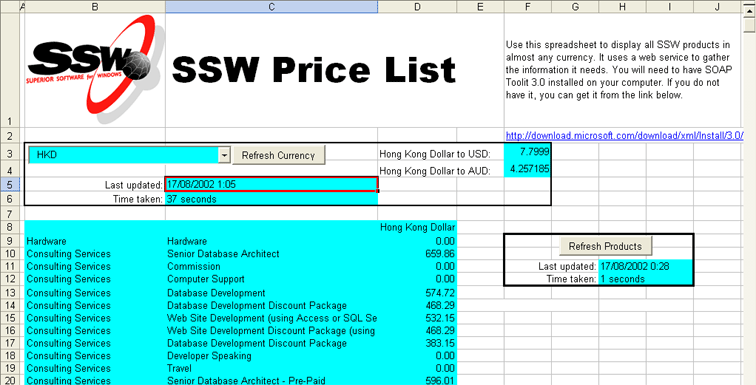 A B C D E F G H I J
SSW
SUPERIOR SOFTWARE for WINDOWS
SSW Price List
Use this spreadsheet to display all SSW products in
almost any currency. It uses a web service to gather
the information it needs. You will need to have SOAP
Toolit 3.0 installed on your computer. If you do not
have it, you can get it from the link below.
1
2 http://download.microsoft.com/download/xml/Install/3.0/
3 HKD Refresh Currency Hong Kong Dollar to USD: 7.7999
4 Hong Kong Dollar to AUD: 4.257185
5 Last updated: 17/08/2002 1:05
6 Time taken: 37 seconds
7
8 Hong Kong Dollar
9 Hardware Hardware 0.00 Refresh Products
10 Consulting Services Senior Database Architect 659.86
11 Consulting Services Commission 0.00 Last updated: 17/08/2002 0:28
12 Consulting Services Computer Support 0.00 Time taken: 1 seconds
13 Consulting Services Database Development 574.72
14 Consulting Services Database Development Discount Package 468.29
15 Consulting Services Web Site Development (using Access or SQL Se 532.15
16 Consulting Services Web Site Development Discount Package (using 468.29
17 Consulting Services Database Development Discount Package 383.15
18 Consulting Services Developer Speaking 0.00
19 Consulting Services Travel 0.00
20 Consulting Services Senior Database Architect - Pre-Paid 596.01